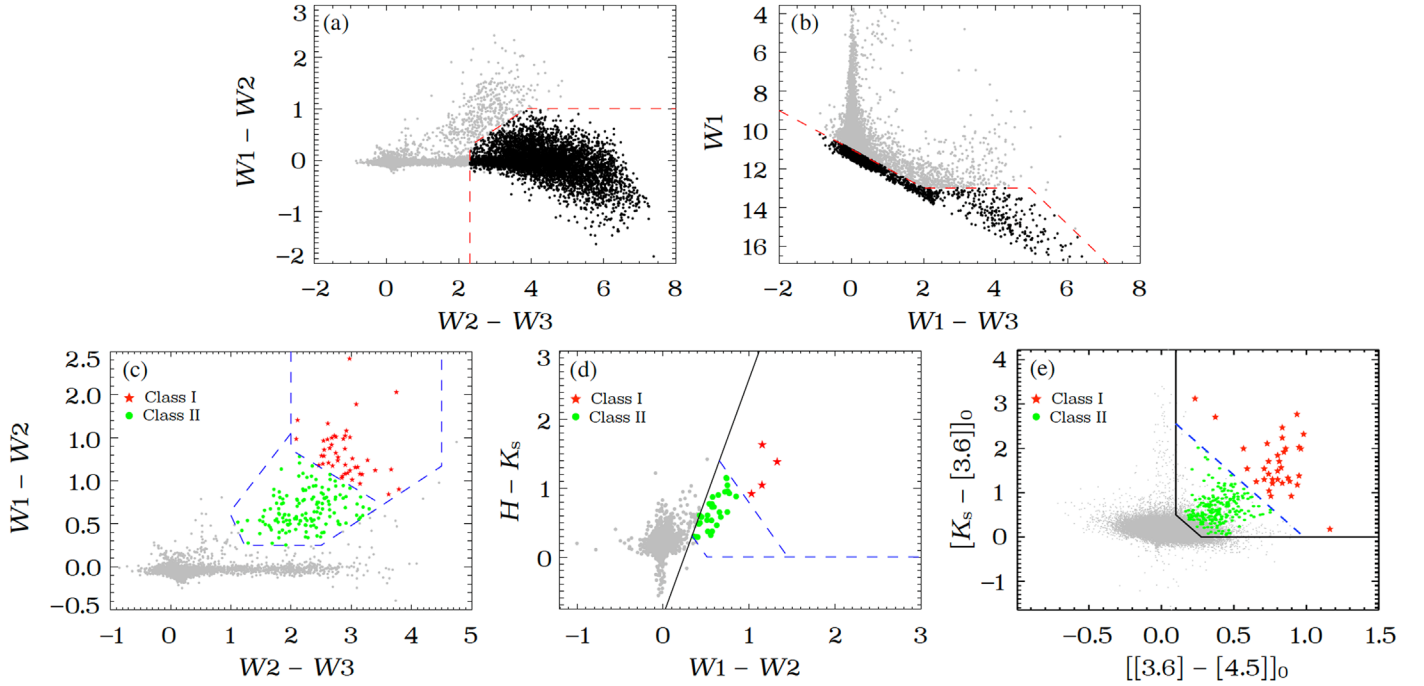 (a)
W1 − W2
3
2
1
0
−1
−2
−2 0 2 4 6 8
W2 − W3
(b)
W1
4
6
8
10
12
14
16
−2 0 2 4 6 8
W1 − W3
(c)
Class I
Class II
W1 − W2
2.5
2.0
1.0
1.0
0.5
0.0
−0.5
−1 0 1 2 3 4 5
W2 − W3
(d)
Class I
Class II
H − Ks
3
2
1
0
−1 0 1 2 3
W1 − W2
(e)
Class I
Class II
[Ks − [3.6]]0
4
3
2
1
0
−1
−0.5 0.0 0.5 1.0 1.5
[[3.6] − [4.5]]0